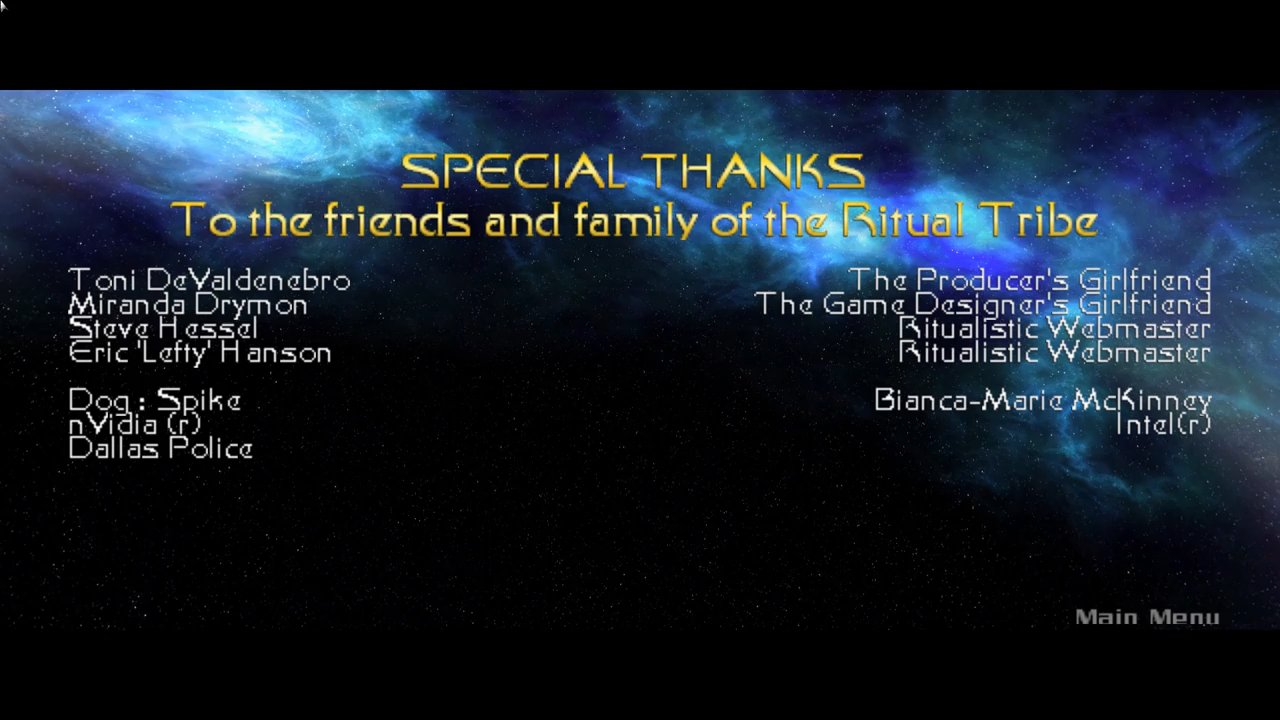 SPECIAL THANKS
To the friends and family of the Ritual Tribe
Toni DeValdenebro The Producer's Girlfriend
Miranda Drymon The Game Designer's Girlfriend
Steve Hessel Ritualistic Webmaster
Eric 'Lefty' Hanson Ritualistic Webmaster
Dog : Spike Bianca-Marie McKinney
nVidia (r) Intel(r)
Dallas Police
Main Menu